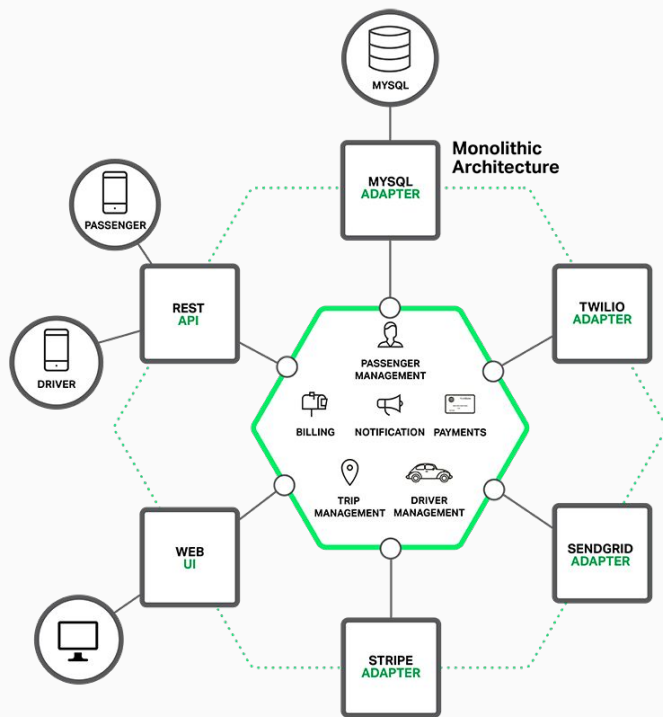 MYSQL
Monolithic
Architecture
MYSQL
ADAPTER
PASSENGER
REST
API
TWILIO
ADAPTER
DRIVER
PASSENGER
MANAGEMENT
BILLING
NOTIFICATION
PAYMENTS
TRIP
MANAGEMENT
DRIVER
MANAGEMENT
WEB
UI
SENDGRID
ADAPTER
STRIPE
ADAPTER